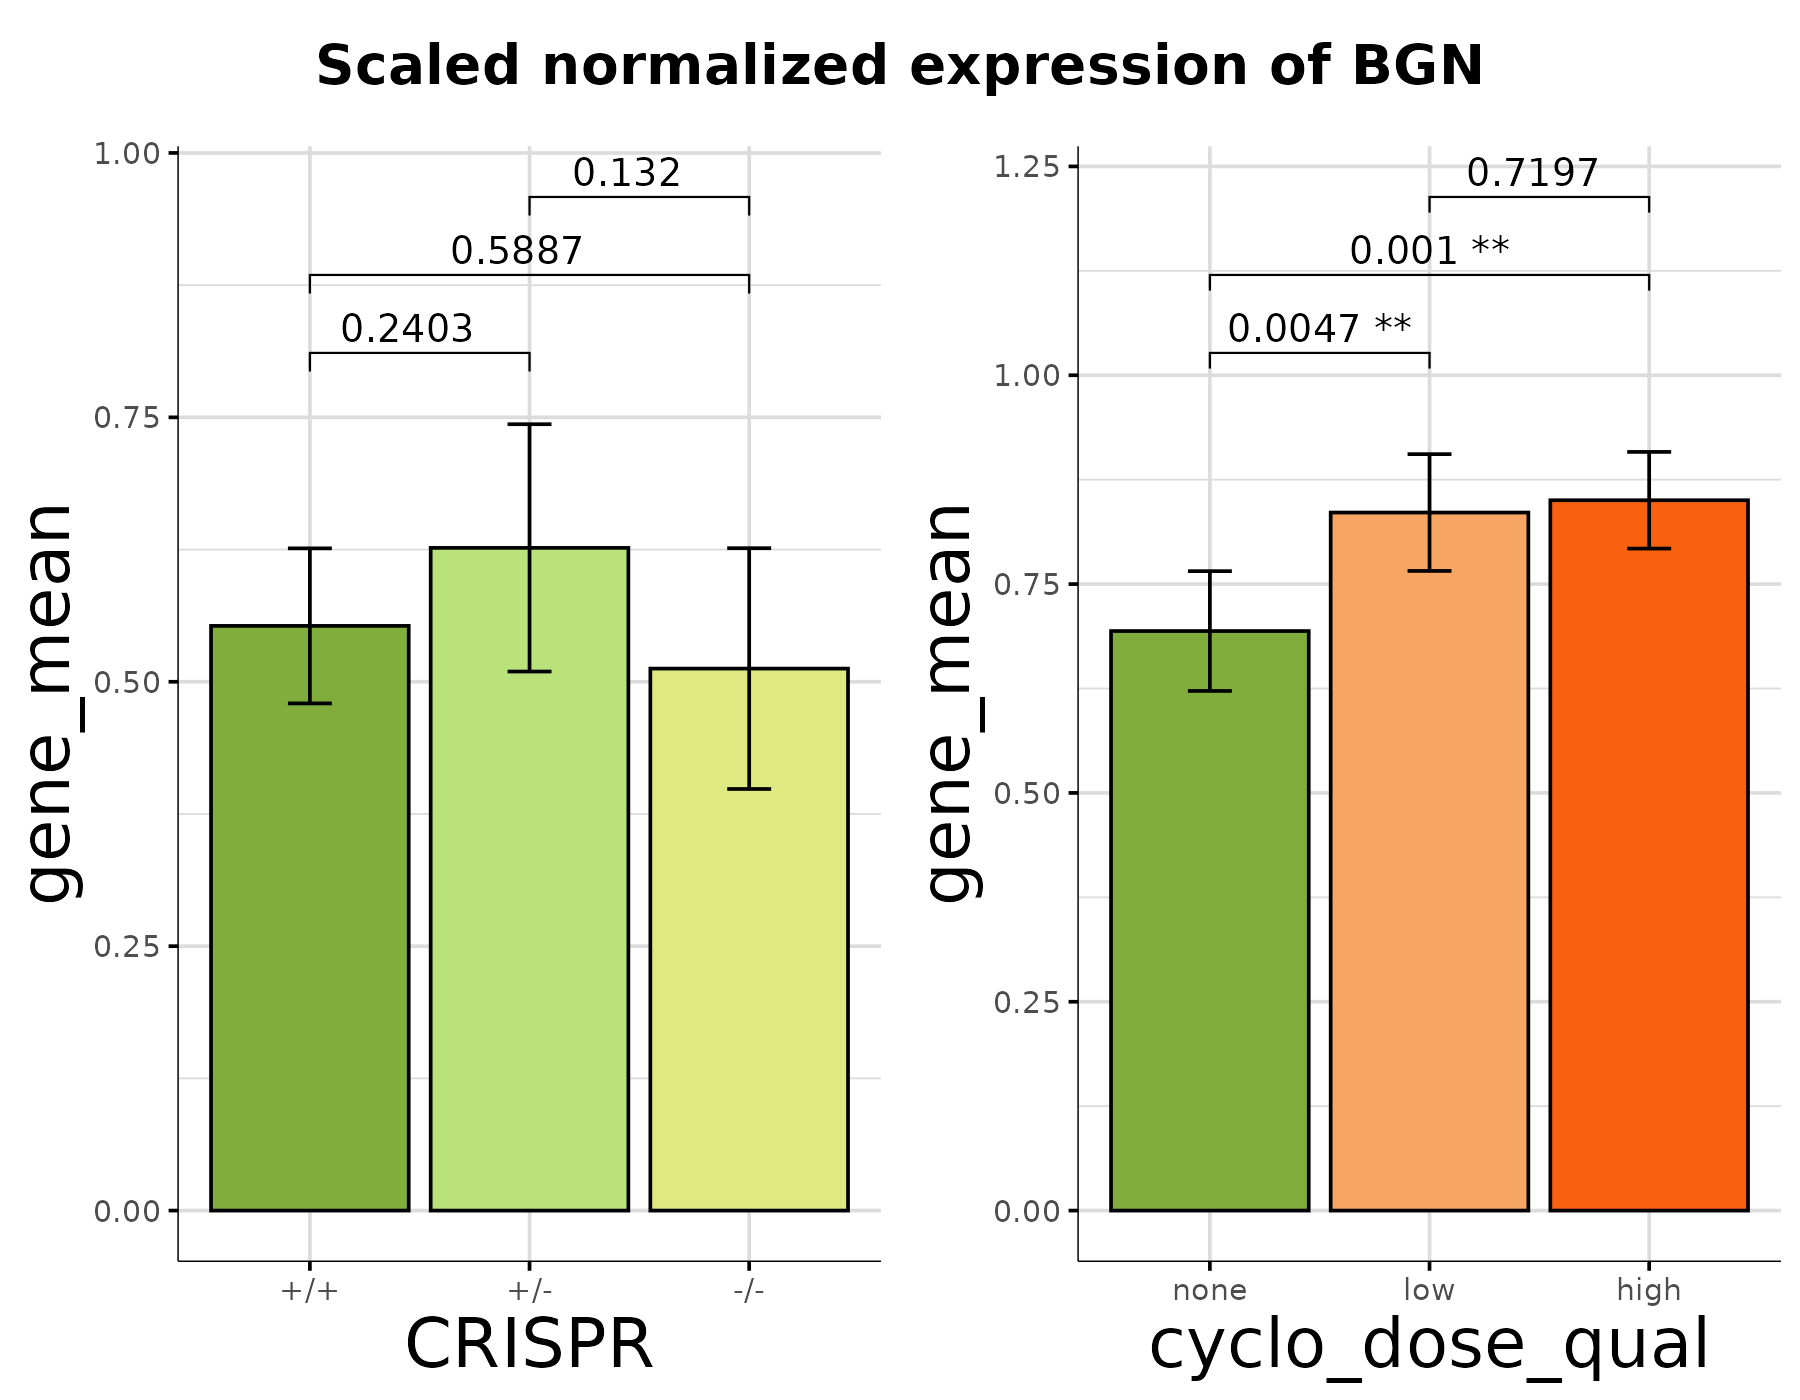 Scaled normalized expression of BGN
gene_mean
1.00
0.75
0.50
0.25
0.00
0.132
0.5887
0.2403
+/+
+/-
-/-
CRISPR
gene_mean
1.25
1.00
0.75
0.50
0.25
0.00
0.7197
0.001 **
0.0047 **
none
low
high
cyclo_dose_qual